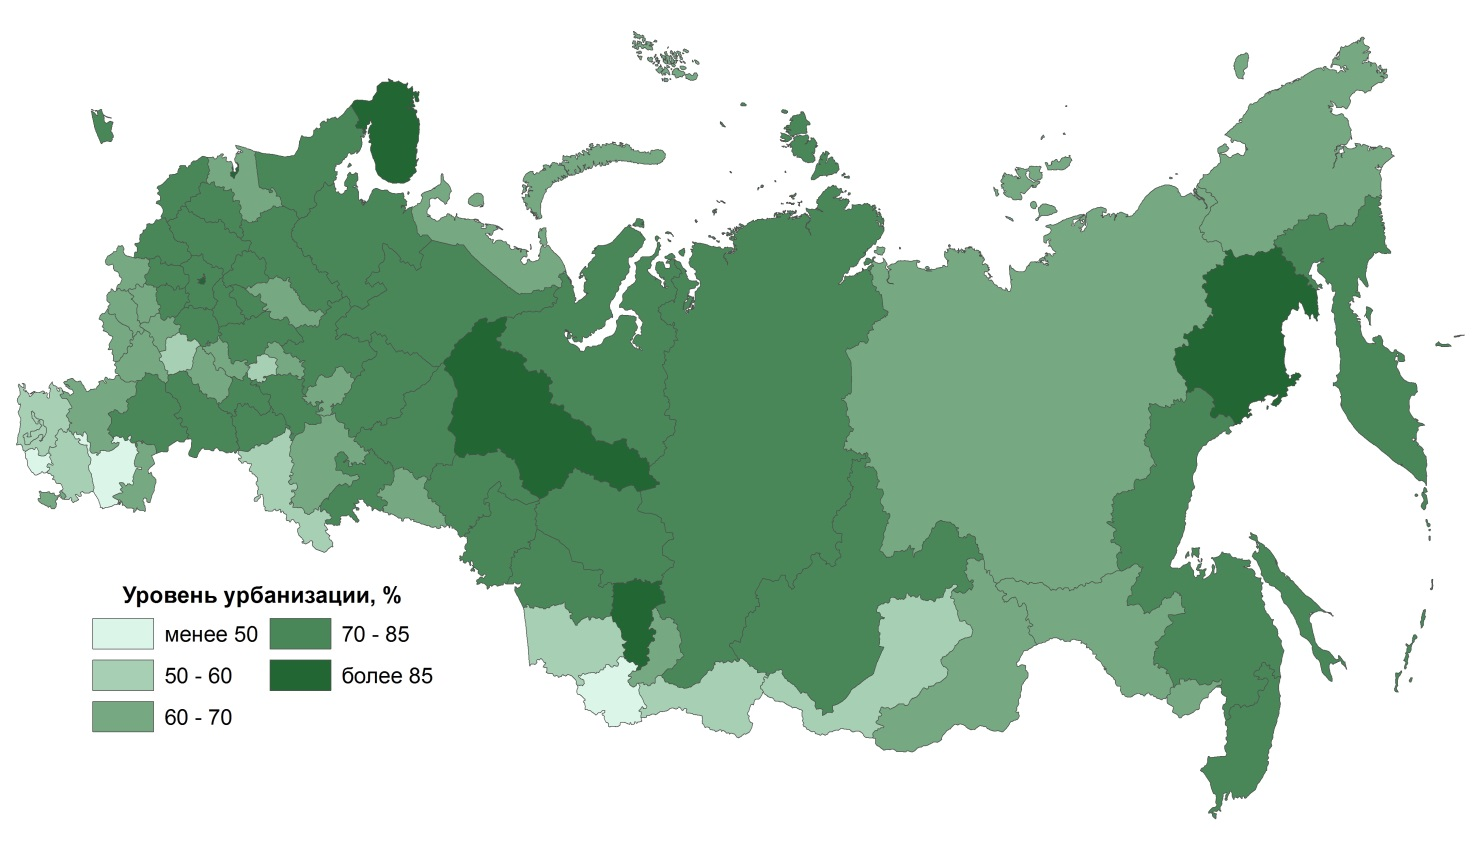 Уровень урбанизации, %
менее 50
70 - 85
50 - 60
более 85
60 - 70